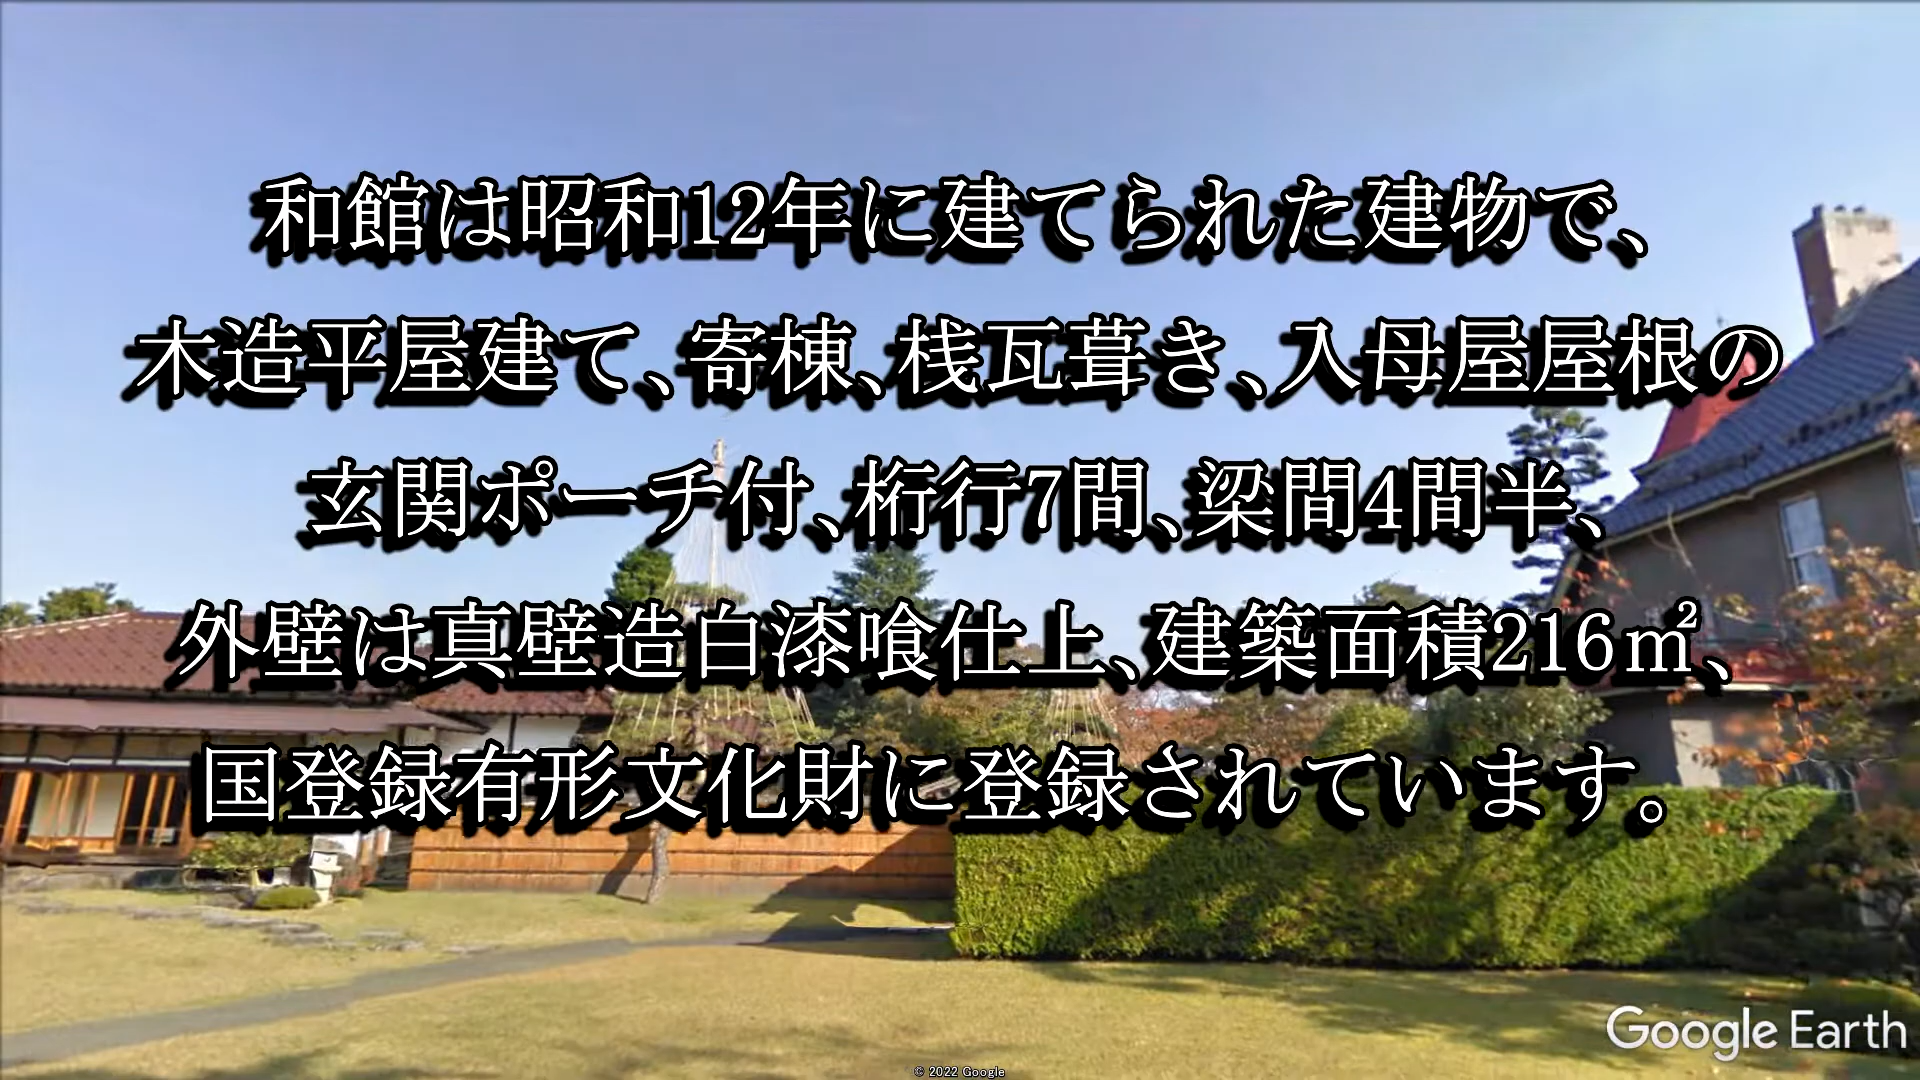 和館は昭和12年に建てられた建物で、
木造平屋建て、寄棟、桟瓦葺き、入母屋屋根の
玄関ポーチ付、桁行7間、梁間4間半、
外壁は真壁造白漆喰仕上、建築面積216㎡、
国登録有形文化財に登録されています。
Google Earth
© 2022 Google